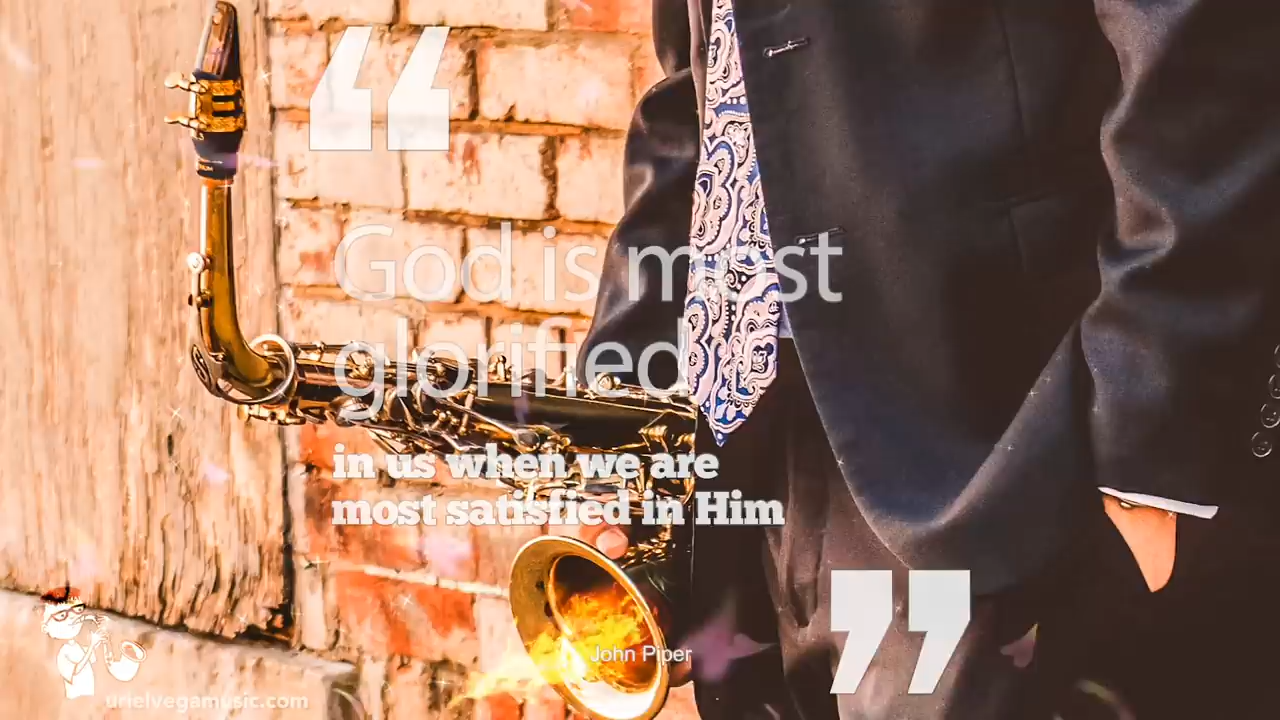 “
God is most
glorified
in us when we are
most satisfied in Him
”
John Piper
urielvegamusic.com